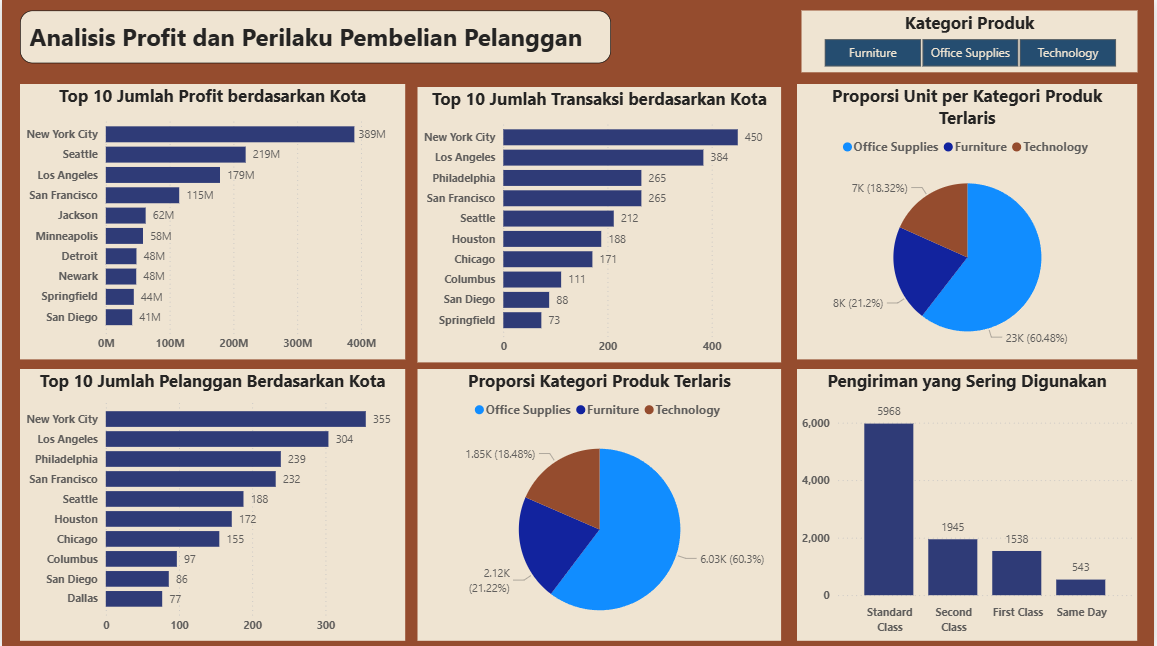 Analisis Profit dan Perilaku Pembelian Pelanggan
Kategori Produk
Furniture
Office Supplies
Technology
Top 10 Jumlah Profit berdasarkan Kota
New York City 389M
Seattle 219M
Los Angeles 179M
San Francisco 115M
Jackson 62M
Minneapolis 58M
Detroit 48M
Newark 48M
Springfield 44M
San Diego 41M
0M 100M 200M 300M 400M
Top 10 Jumlah Transaksi berdasarkan Kota
New York City 450
Los Angeles 384
Philadelphia 265
San Francisco 265
Seattle 212
Houston 188
Chicago 171
Columbus 111
San Diego 88
Springfield 73
0 200 400
Proporsi Unit per Kategori Produk
Terlaris
Office Supplies Furniture Technology
7K (18.32%)
8K (21.2%)
23K (60.48%)
Top 10 Jumlah Pelanggan Berdasarkan Kota
New York City 355
Los Angeles 304
Philadelphia 239
San Francisco 232
Seattle 188
Houston 172
Chicago 155
Columbus 97
San Diego 86
Dallas 77
0 100 200 300
Proporsi Kategori Produk Terlaris
Office Supplies Furniture Technology
1.85K (18.48%)
6.03K (60.3%)
2.12K
(21.22%)
Pengiriman yang Sering Digunakan
5968
6,000
4,000
1945
2,000
1538
543
0
Standard
Class
Second
Class
First Class
Same Day